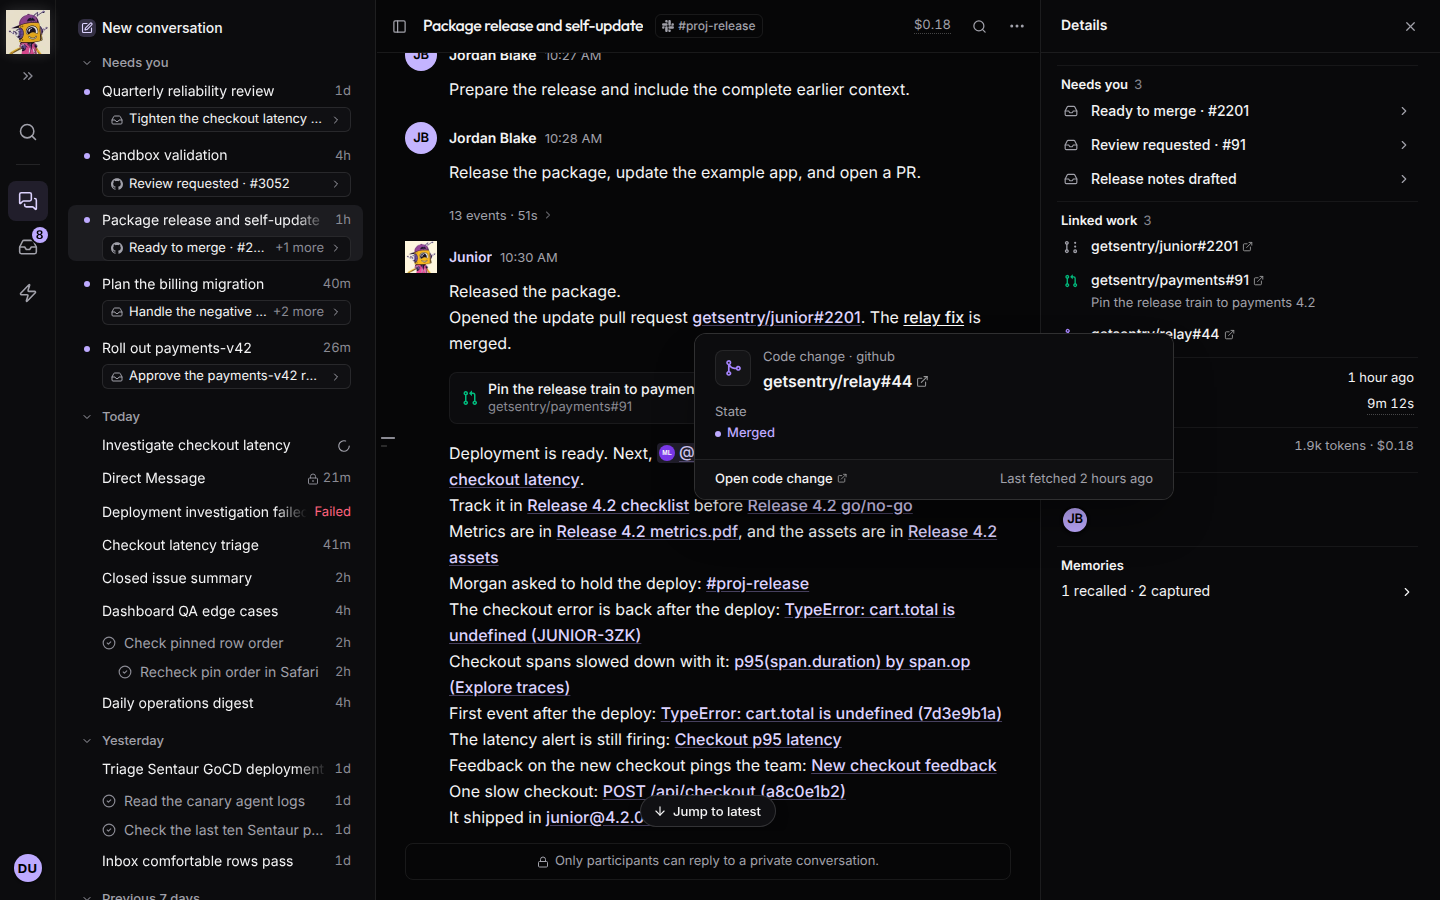 New conversation
Needs you
Quarterly reliability review 1d
Tighten the checkout latency ...
Sandbox validation 4h
Review requested · #3052
Package release and self-update 1h
Ready to merge · #2... +1 more
8
Plan the billing migration 40m
Handle the negative ... +2 more
Roll out payments-v42 26m
Approve the payments-v42 r...
Today
Investigate checkout latency
Direct Message 21m
Deployment investigation failed Failed
Checkout latency triage 41m
Closed issue summary 2h
Dashboard QA edge cases 4h
Check pinned row order 2h
Recheck pin order in Safari 2h
Daily operations digest 4h
Yesterday
Triage Sentaur GoCD deployment 1d
Read the canary agent logs 1d
Check the last ten Sentaur p... 1d
Inbox comfortable rows pass 1d
Previous 7 days
DU
Package release and self-update #proj-release $0.18
JB Jordan Blake 10:27 AM
Prepare the release and include the complete earlier context.
JB Jordan Blake 10:28 AM
Release the package, update the example app, and open a PR.
13 events · 51s
Junior 10:30 AM
Released the package.
Opened the update pull request getsentry/junior#2201. The relay fix is
merged.
Pin the release train to paymen
getsentry/payments#91
Deployment is ready. Next, ML @
checkout latency.
Track it in Release 4.2 checklist before Release 4.2 go/no-go
Metrics are in Release 4.2 metrics.pdf, and the assets are in Release 4.2
assets
Morgan asked to hold the deploy: #proj-release
The checkout error is back after the deploy: TypeError: cart.total is
undefined (JUNIOR-3ZK)
Checkout spans slowed down with it: p95(span.duration) by span.op
(Explore traces)
First event after the deploy: TypeError: cart.total is undefined (7d3e9b1a)
The latency alert is still firing: Checkout p95 latency
Feedback on the new checkout pings the team: New checkout feedback
One slow checkout: POST /api/checkout (a8c0e1b2)
It shipped in junior@4.2.0
Jump to latest
Only participants can reply to a private conversation.
Code change · github
getsentry/relay#44
State
Merged
Open code change Last fetched 2 hours ago
Details
Needs you 3
Ready to merge · #2201
Review requested · #91
Release notes drafted
Linked work 3
getsentry/junior#2201
getsentry/payments#91
Pin the release train to payments 4.2
getsentry/relay#44
1 hour ago
9m 12s
1.9k tokens · $0.18
JB
Memories
1 recalled · 2 captured